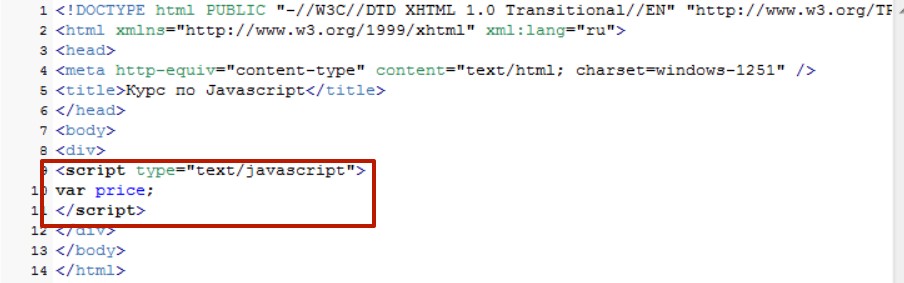 1 <!DOCTYPE html PUBLIC "-//W3C//DTD XHTML 1.0 Transitional//EN" "http://www.w3.org/TR
2 <html xmlns="http://www.w3.org/1999/xhtml" xml:lang="ru">
3 <head>
4 <meta http-equiv="content-type" content="text/html; charset=windows-1251" />
5 <title>Курс по Javascript</title>
6 </head>
7 <body>
8 <div>
9 <script type="text/javascript">
10 var price;
11 </script>
12 </div>
13 </body>
14 </html>